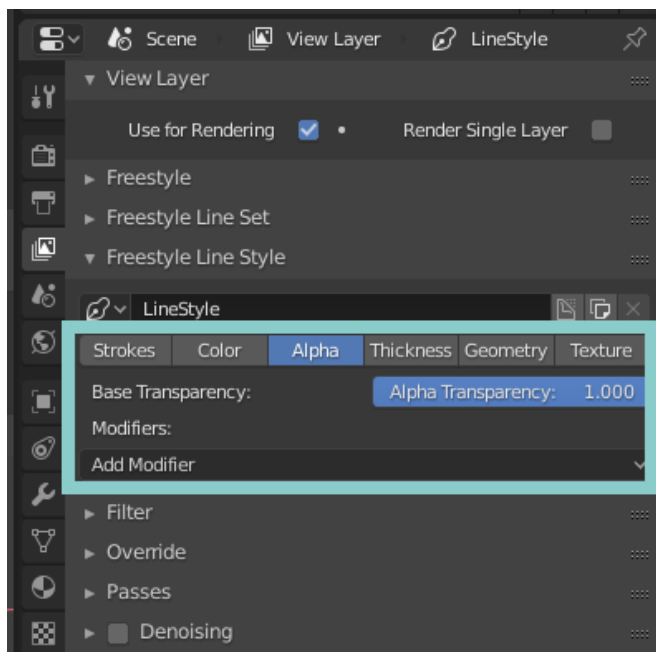 Scene View Layer LineStyle
View Layer
Use for Rendering Render Single Layer
Freestyle
Freestyle Line Set
Freestyle Line Style
LineStyle
Strokes Color Alpha Thickness Geometry Texture
Base Transparency: Alpha Transparency: 1.000
Modifiers:
Add Modifier
Filter
Override
Passes
Denoising